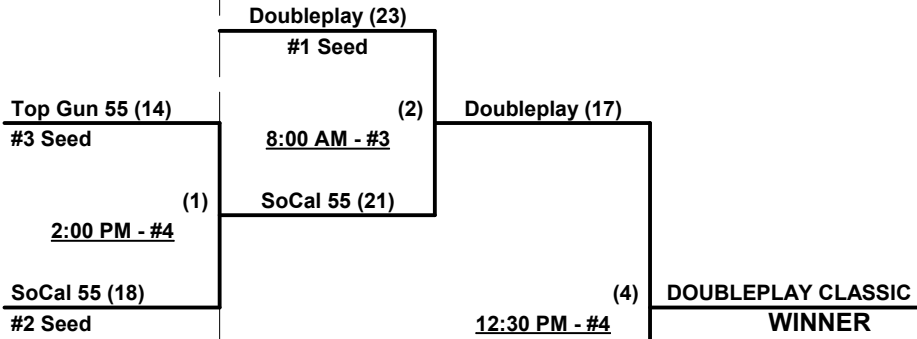 Doubleplay (23)
#1 Seed
Top Gun 55 (14)
#3 Seed
(2)
Doubleplay (17)
8:00 AM - #3
(1)
SoCal 55 (21)
2:00 PM - #4
SoCal 55 (18)
#2 Seed
(4)
DOUBLEPLAY CLASSIC
12:30 PM - #4
WINNER